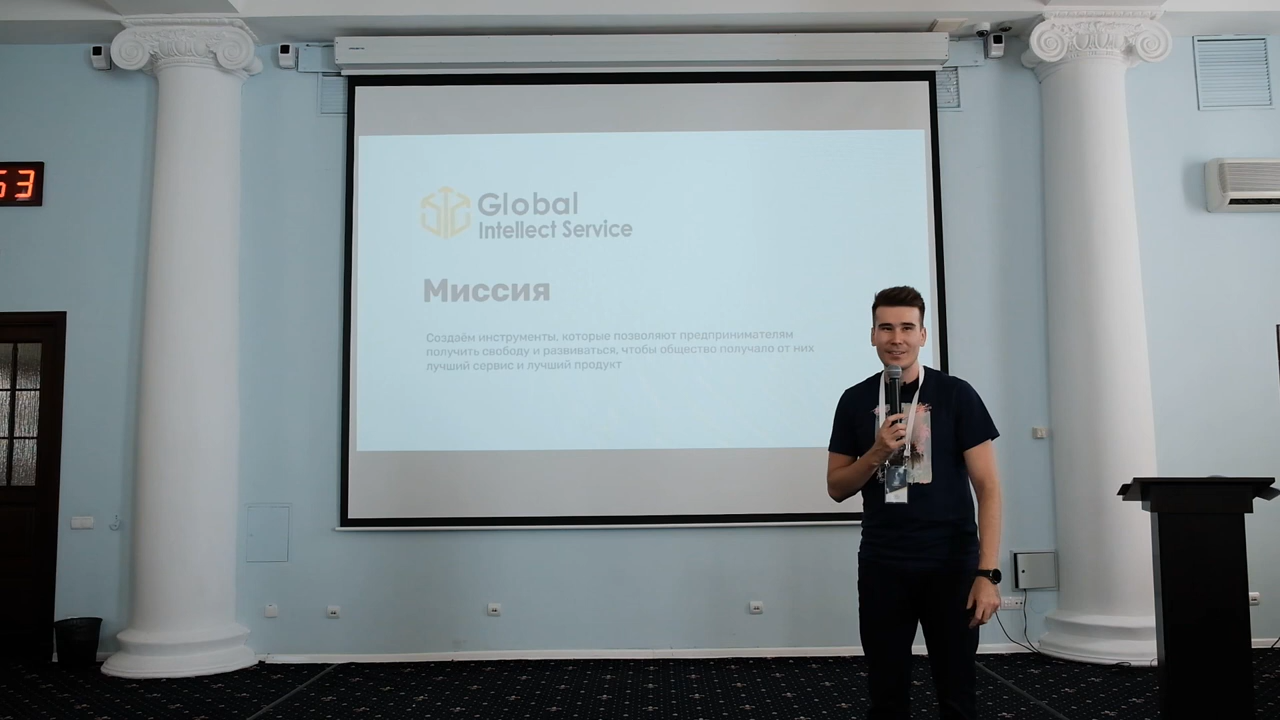 53
Global
Intellect Service
Миссия
Создаём инструменты, которые позволяют предпринимателям
получить свободу и развиваться, чтобы общество получало от них
лучший сервис и лучший продукт